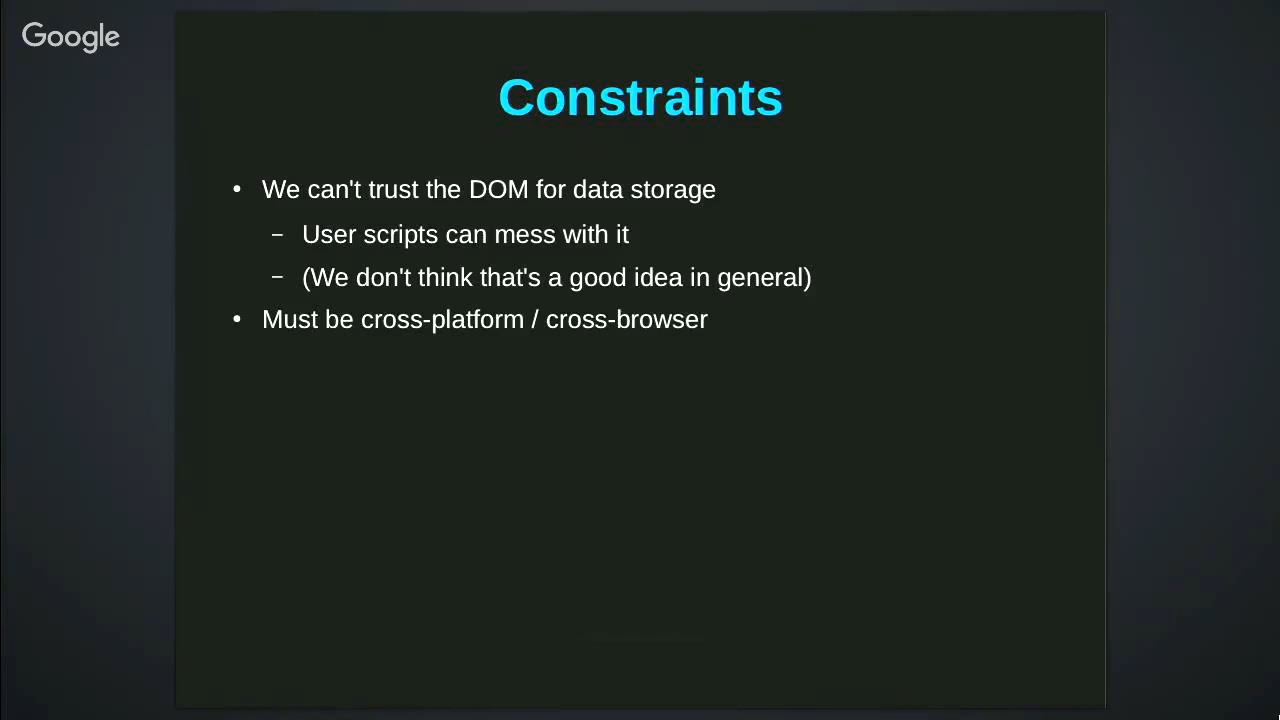 Google
Constraints
• We can't trust the DOM for data storage
– User scripts can mess with it
– (We don't think that's a good idea in general)
• Must be cross-platform / cross-browser